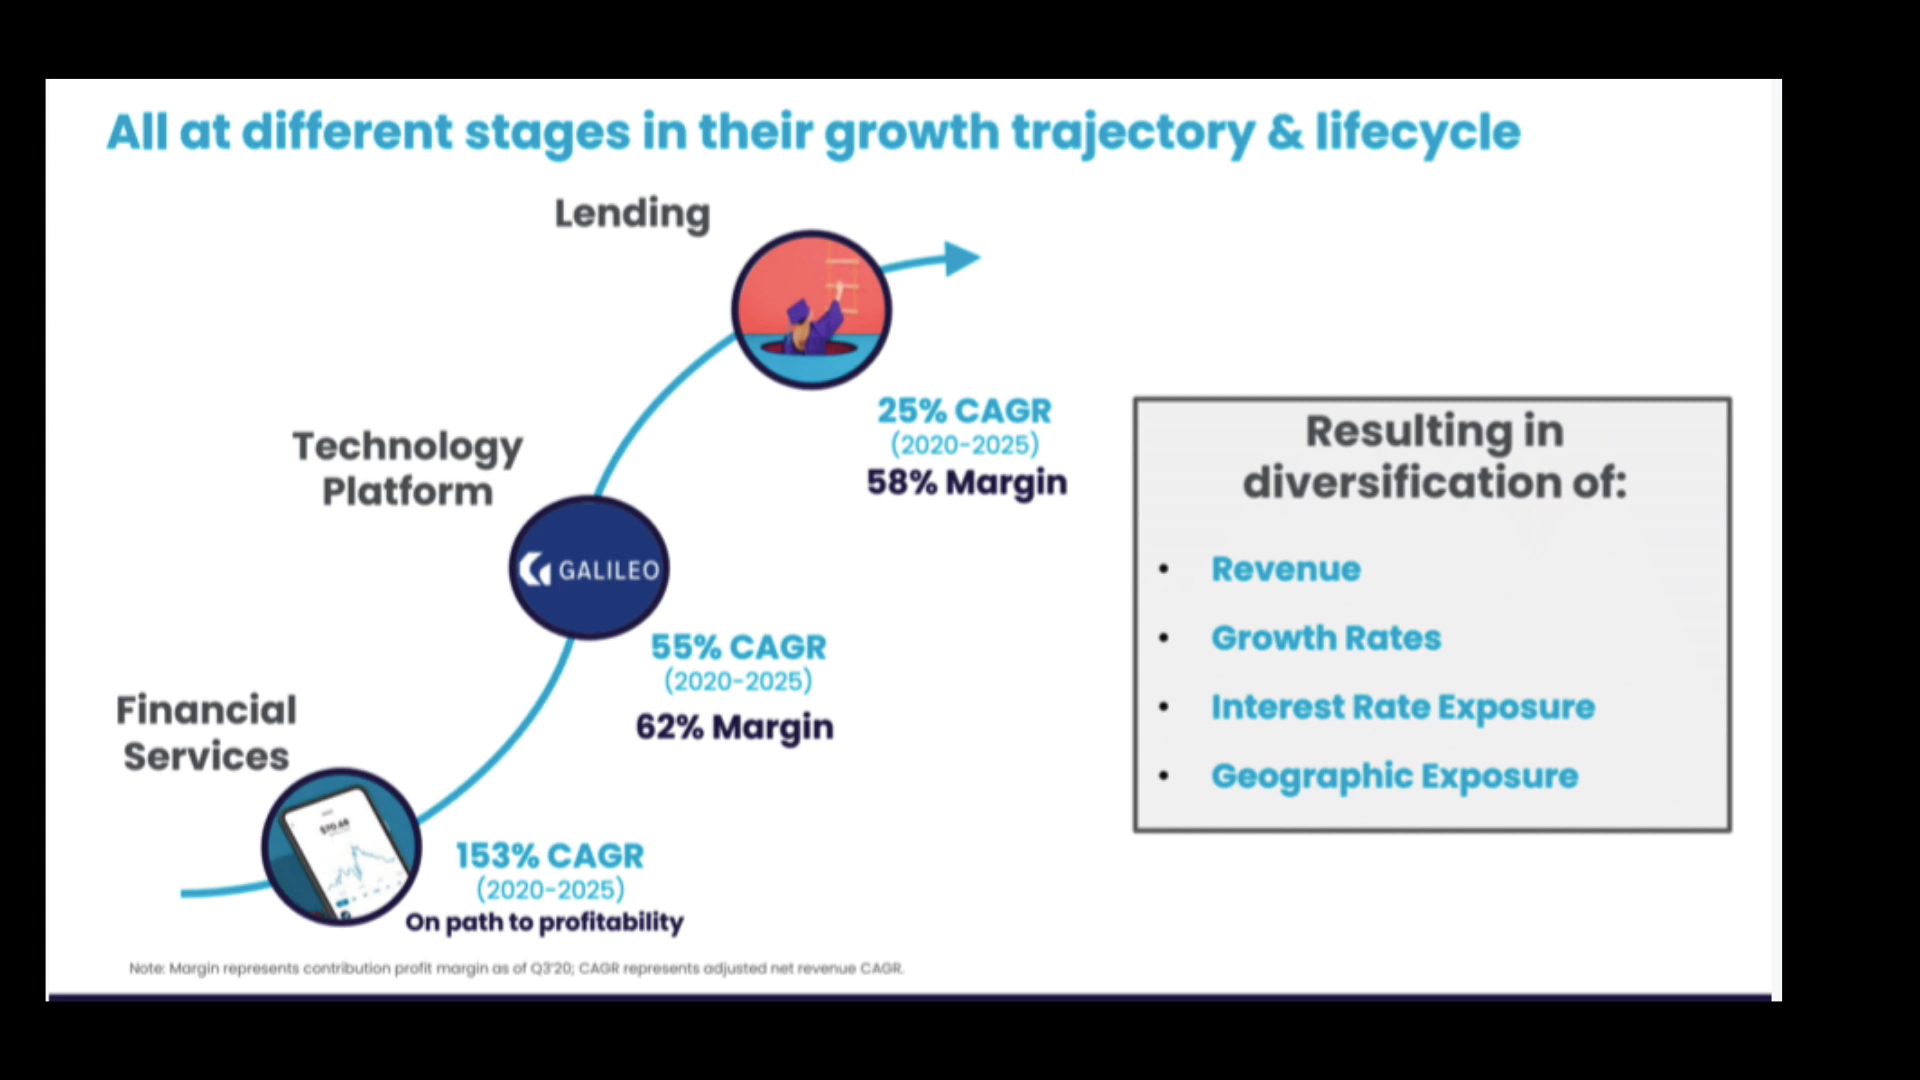 All at different stages in their growth trajectory & lifecycle
Lending
25% CAGR
(2020-2025)
58% Margin
Technology
Platform
GALILEO
55% CAGR
(2020-2025)
62% Margin
Financial
Services
153% CAGR
(2020-2025)
On path to profitability
Resulting in
diversification of:
• Revenue
• Growth Rates
• Interest Rate Exposure
• Geographic Exposure
Note: Margin represents contribution profit margin as of Q3'20; CAGR represents adjusted net revenue CAGR.